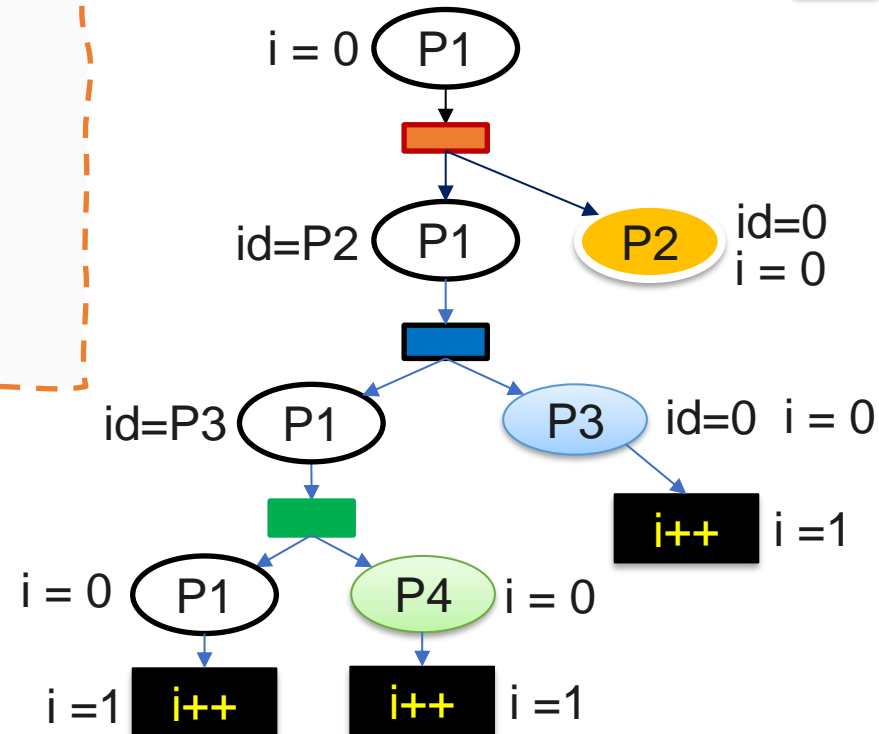 i = 0 P1
id=P2 P1 P2 id=0
i = 0
id=P3 P1 P3 id=0 i = 0
i++ i =1
i = 0 P1 P4 i = 0
i =1 i++ i++ i =1